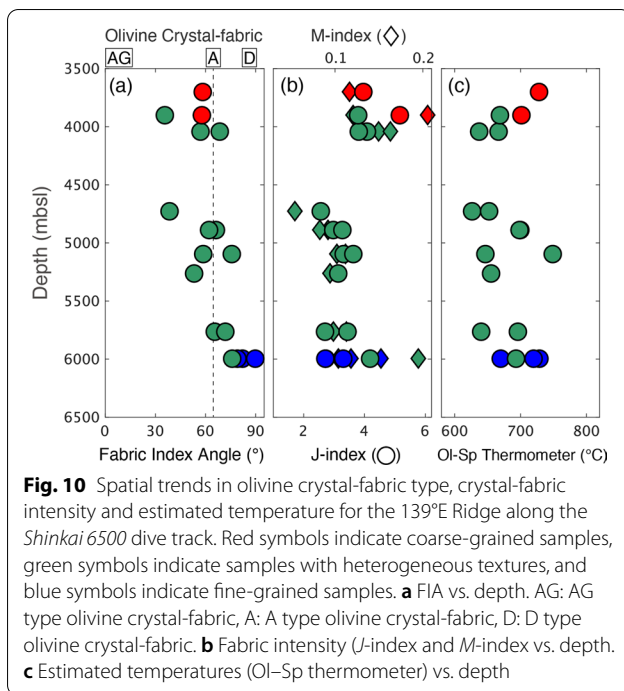 Olivine Crystal-fabric
M-index (◇)
AG A D
0.1 0.2
(a) (b) (c)
3500
4000
4500
5000
5500
6000
6500
Depth (mbsl)
0 30 60 90
2 4 6
600 700 800
Fabric Index Angle (°)
J-index (○)
Ol-Sp Thermometer (°C)
Fig. 10 Spatial trends in olivine crystal-fabric type, crystal-fabric
intensity and estimated temperature for the 139°E Ridge along the
Shinkai 6500 dive track. Red symbols indicate coarse-grained samples,
green symbols indicate samples with heterogeneous textures, and
blue symbols indicate fine-grained samples. a FIA vs. depth. AG: AG
type olivine crystal-fabric, A: A type olivine crystal-fabric, D: D type
olivine crystal-fabric. b Fabric intensity (J-index and M-index vs. depth.
c Estimated temperatures (Ol–Sp thermometer) vs. depth